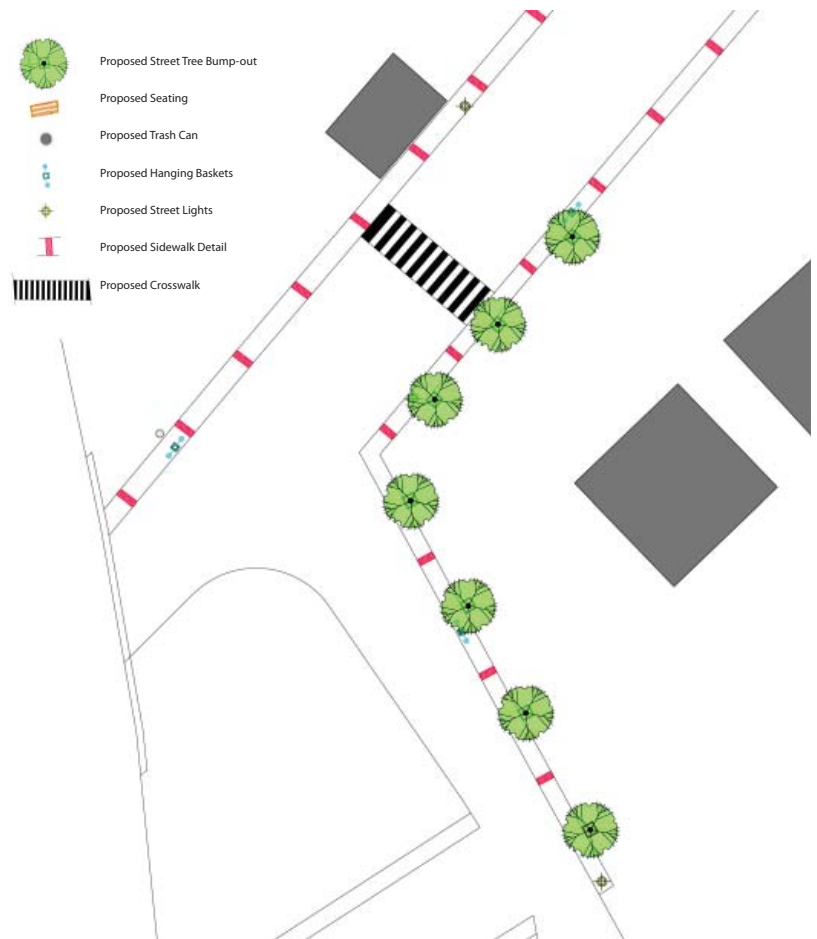 Proposed Street Tree Bump-out
Proposed Seating
Proposed Trash Can
Proposed Hanging Baskets
Proposed Street Lights
Proposed Sidewalk Detail
Proposed Crosswalk